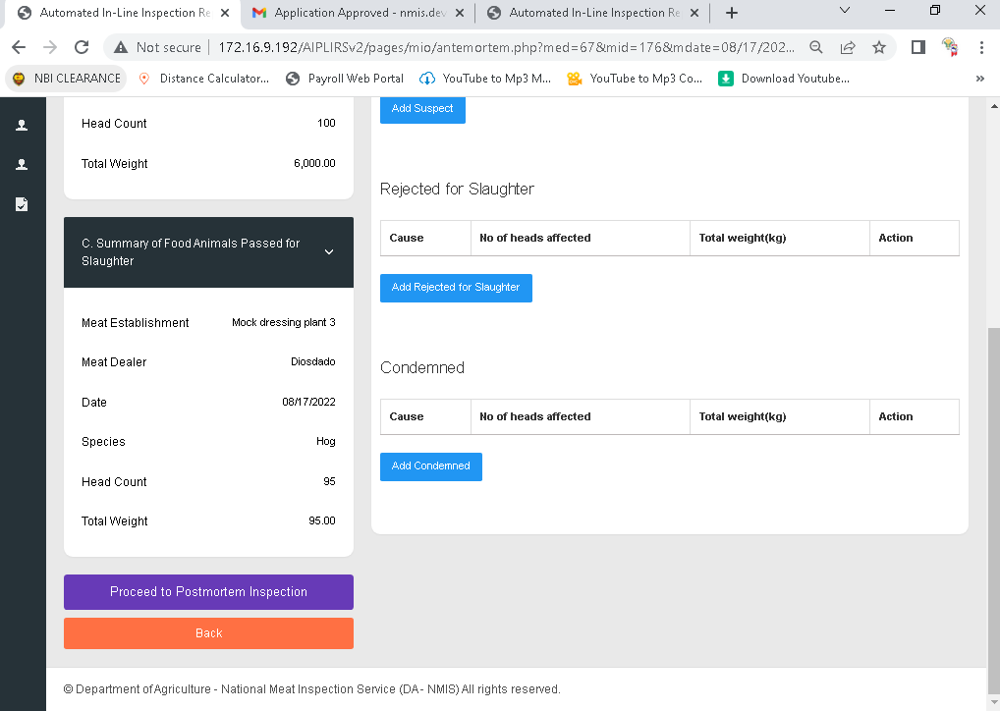 Automated In-Line Inspection Re
Application Approved - nmis.dev
Automated In-Line Inspection Re
Not secure
172.16.9.192/AIPLIRSv2/pages/mio/antemortem.php?med=67&mid=176&mdate=08/17/202...
NBI CLEARANCE
Distance Calculator...
Payroll Web Portal
YouTube to Mp3 M...
YouTube to Mp3 Co...
Download Youtube...
»
Head Count 100
Total Weight 6,000.00
C. Summary of Food Animals Passed for
Slaughter
Meat Establishment Mock dressing plant 3
Meat Dealer Diosdado
Date 08/17/2022
Species Hog
Head Count 95
Total Weight 95.00
Proceed to Postmortem Inspection
Back
Add Suspect
Rejected for Slaughter
Cause No of heads affected Total weight(kg) Action
Add Rejected for Slaughter
Condemned
Cause No of heads affected Total weight(kg) Action
Add Condemned
© Department of Agriculture - National Meat Inspection Service (DA - NMIS) All rights reserved.